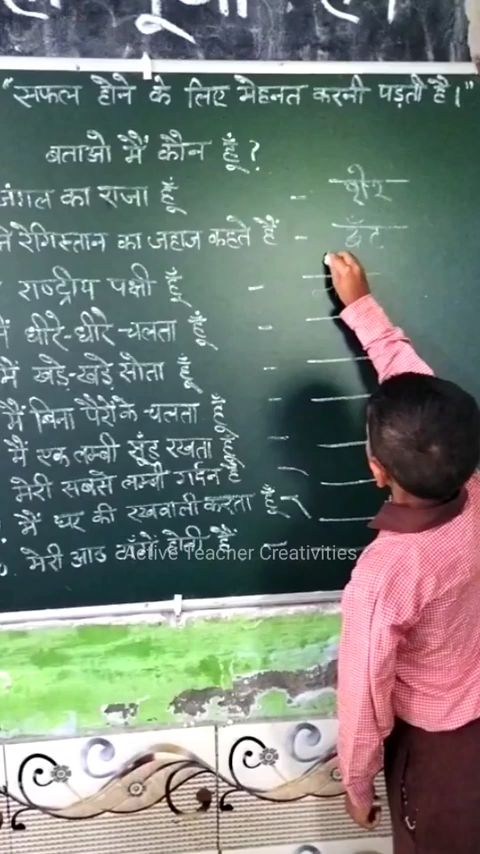 "सफल होने के लिए मेहनत करनी पड़ती है।"
बताओ मैं कौन हूँ?
जंगल का राजा हूँ - शेर
रेगिस्तान का जहाज कहते हैं - ऊँट
राष्ट्रीय पक्षी हूँ -
मैं धीरे-धीरे चलता हूँ -
मैं खड़े-खड़े सोता हूँ -
मैं बिना पैरों के चलता हूँ -
मैं एक लम्बी सूँड रखता हूँ -
मेरी सबसे लम्बी गर्दन है -
मैं घर की रखवाली करता हूँ -
मेरी आठ टाँगें होती हैं -
Active Teacher Creativities